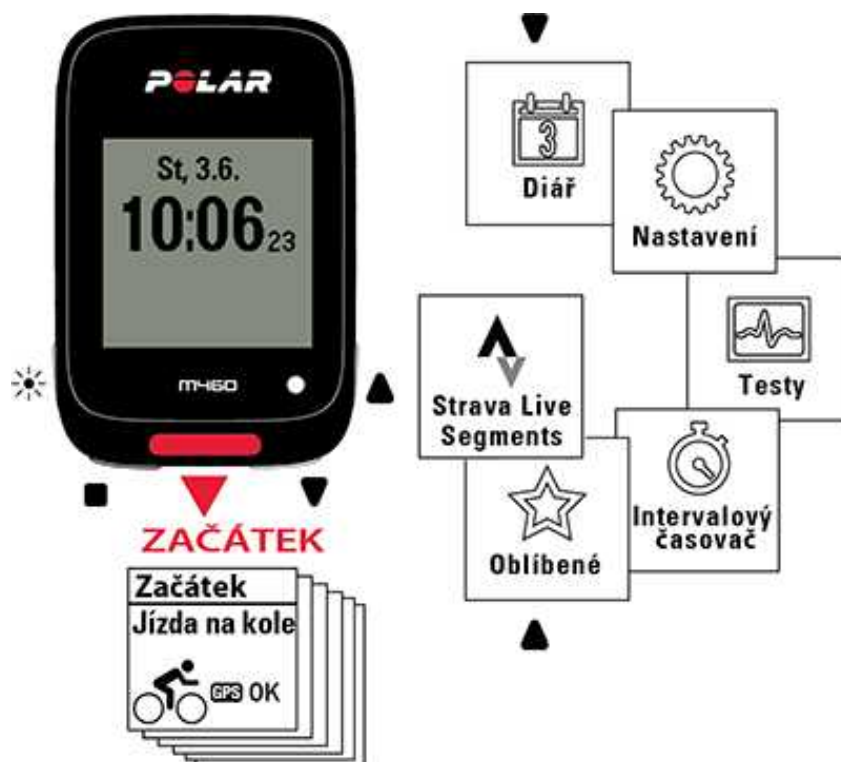 POLAR
St, 3.6.
10:06 23
M460
ZAČÁTEK
Začátek
Jízda na kole
GPS OK
3
Diář
Nastavení
Testy
Intervalový
časovač
Oblíbené
Strava Live
Segments